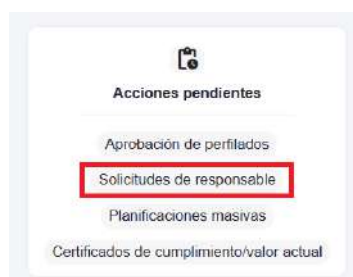 Acciones pendientes
Aprobación de perfilados
Solicitudes de responsable
Planificaciones masivas
Certificados de cumplimiento/valor actual